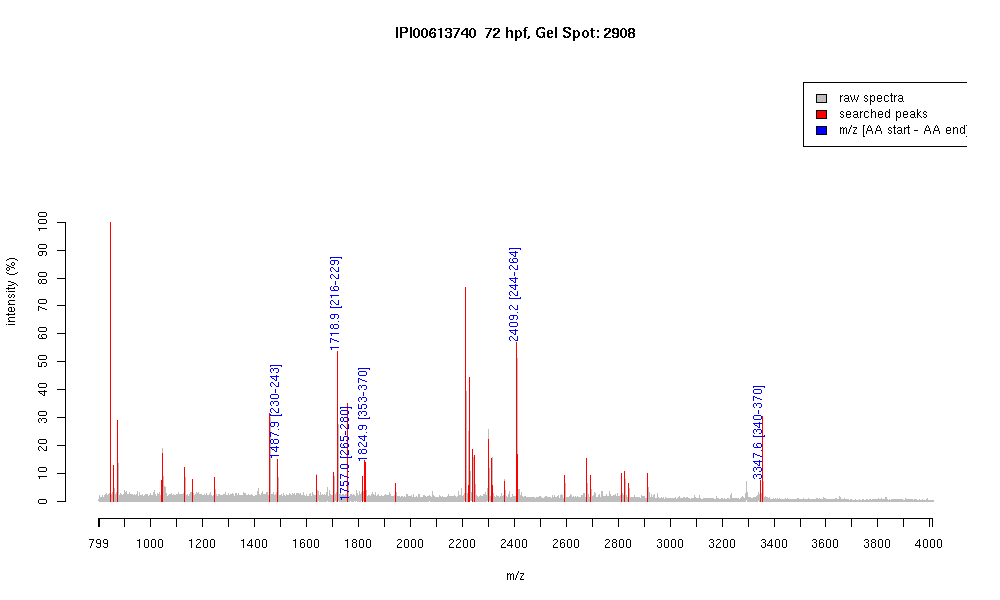 IPI00613740 72 hpf, Gel Spot: 2908
raw spectra
searched peaks
m/z [AA start - AA end]
intensity (%)
100
90
80
70
60
50
40
30
20
10
0
1487.9 [230-243]
1718.9 [216-229]
1757.0 [265-280]
1824.9 [353-370]
2409.2 [244-264]
3347.6 [340-370]
799 1000 1200 1400 1600 1800 2000 2200 2400 2600 2800 3000 3200 3400 3600 3800 4000
m/z